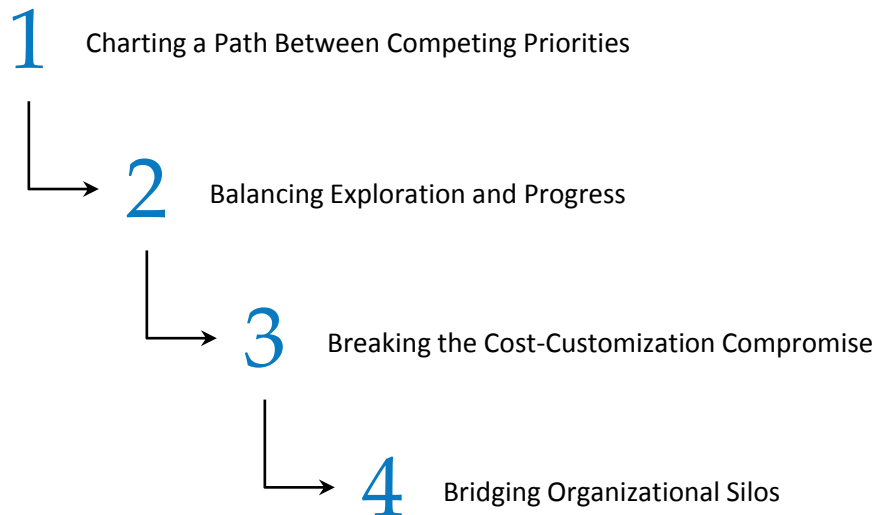 1 Charting a Path Between Competing Priorities
2 Balancing Exploration and Progress
3 Breaking the Cost-Customization Compromise
4 Bridging Organizational Silos